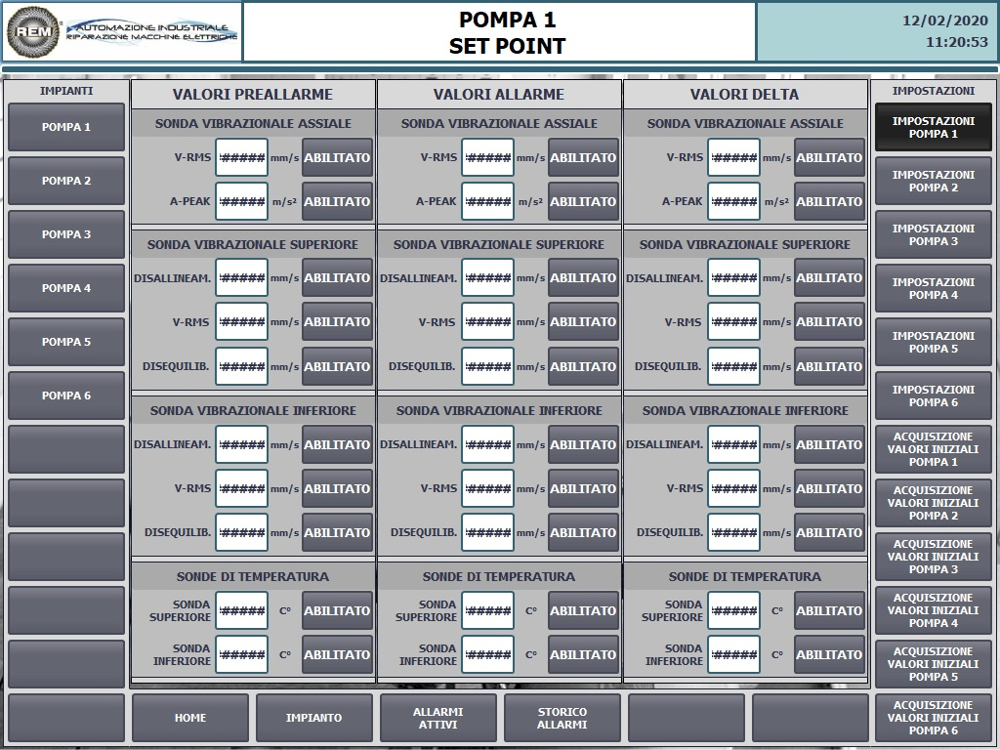 REM
AUTOMAZIONE INDUSTRIALE
RIPARAZIONE MACCHINE ELETTRICHE
POMPA 1
SET POINT
12/02/2020
11:20:53
IMPIANTI
POMPA 1
POMPA 2
POMPA 3
POMPA 4
POMPA 5
POMPA 6
VALORI PREALLARME
SONDA VIBRAZIONALE ASSIALE
V-RMS ##### mm/s ABILITATO
A-PEAK ##### m/s² ABILITATO
SONDA VIBRAZIONALE SUPERIORE
DISALLINEAM. ##### mm/s ABILITATO
V-RMS ##### mm/s ABILITATO
DISEQUILIB. ##### mm/s ABILITATO
SONDA VIBRAZIONALE INFERIORE
DISALLINEAM. ##### mm/s ABILITATO
V-RMS ##### mm/s ABILITATO
DISEQUILIB. ##### mm/s ABILITATO
SONDE DI TEMPERATURA
SONDA
SUPERIORE ##### C° ABILITATO
SONDA
INFERIORE ##### C° ABILITATO
VALORI ALLARME
SONDA VIBRAZIONALE ASSIALE
V-RMS ##### mm/s ABILITATO
A-PEAK ##### m/s² ABILITATO
SONDA VIBRAZIONALE SUPERIORE
DISALLINEAM. ##### mm/s ABILITATO
V-RMS ##### mm/s ABILITATO
DISEQUILIB. ##### mm/s ABILITATO
SONDA VIBRAZIONALE INFERIORE
DISALLINEAM. ##### mm/s ABILITATO
V-RMS ##### mm/s ABILITATO
DISEQUILIB. ##### mm/s ABILITATO
SONDE DI TEMPERATURA
SONDA
SUPERIORE ##### C° ABILITATO
SONDA
INFERIORE ##### C° ABILITATO
VALORI DELTA
SONDA VIBRAZIONALE ASSIALE
V-RMS ##### mm/s ABILITATO
A-PEAK ##### m/s² ABILITATO
SONDA VIBRAZIONALE SUPERIORE
DISALLINEAM. ##### mm/s ABILITATO
V-RMS ##### mm/s ABILITATO
DISEQUILIB. ##### mm/s ABILITATO
SONDA VIBRAZIONALE INFERIORE
DISALLINEAM. ##### mm/s ABILITATO
V-RMS ##### mm/s ABILITATO
DISEQUILIB. ##### mm/s ABILITATO
SONDE DI TEMPERATURA
SONDA
SUPERIORE ##### C° ABILITATO
SONDA
INFERIORE ##### C° ABILITATO
IMPOSTAZIONI
IMPOSTAZIONI
POMPA 1
IMPOSTAZIONI
POMPA 2
IMPOSTAZIONI
POMPA 3
IMPOSTAZIONI
POMPA 4
IMPOSTAZIONI
POMPA 5
IMPOSTAZIONI
POMPA 6
ACQUISIZIONE
VALORI INIZIALI
POMPA 1
ACQUISIZIONE
VALORI INIZIALI
POMPA 2
ACQUISIZIONE
VALORI INIZIALI
POMPA 3
ACQUISIZIONE
VALORI INIZIALI
POMPA 4
ACQUISIZIONE
VALORI INIZIALI
POMPA 5
ACQUISIZIONE
VALORI INIZIALI
POMPA 6
HOME
IMPIANTO
ALLARMI
ATTIVI
STORICO
ALLARMI